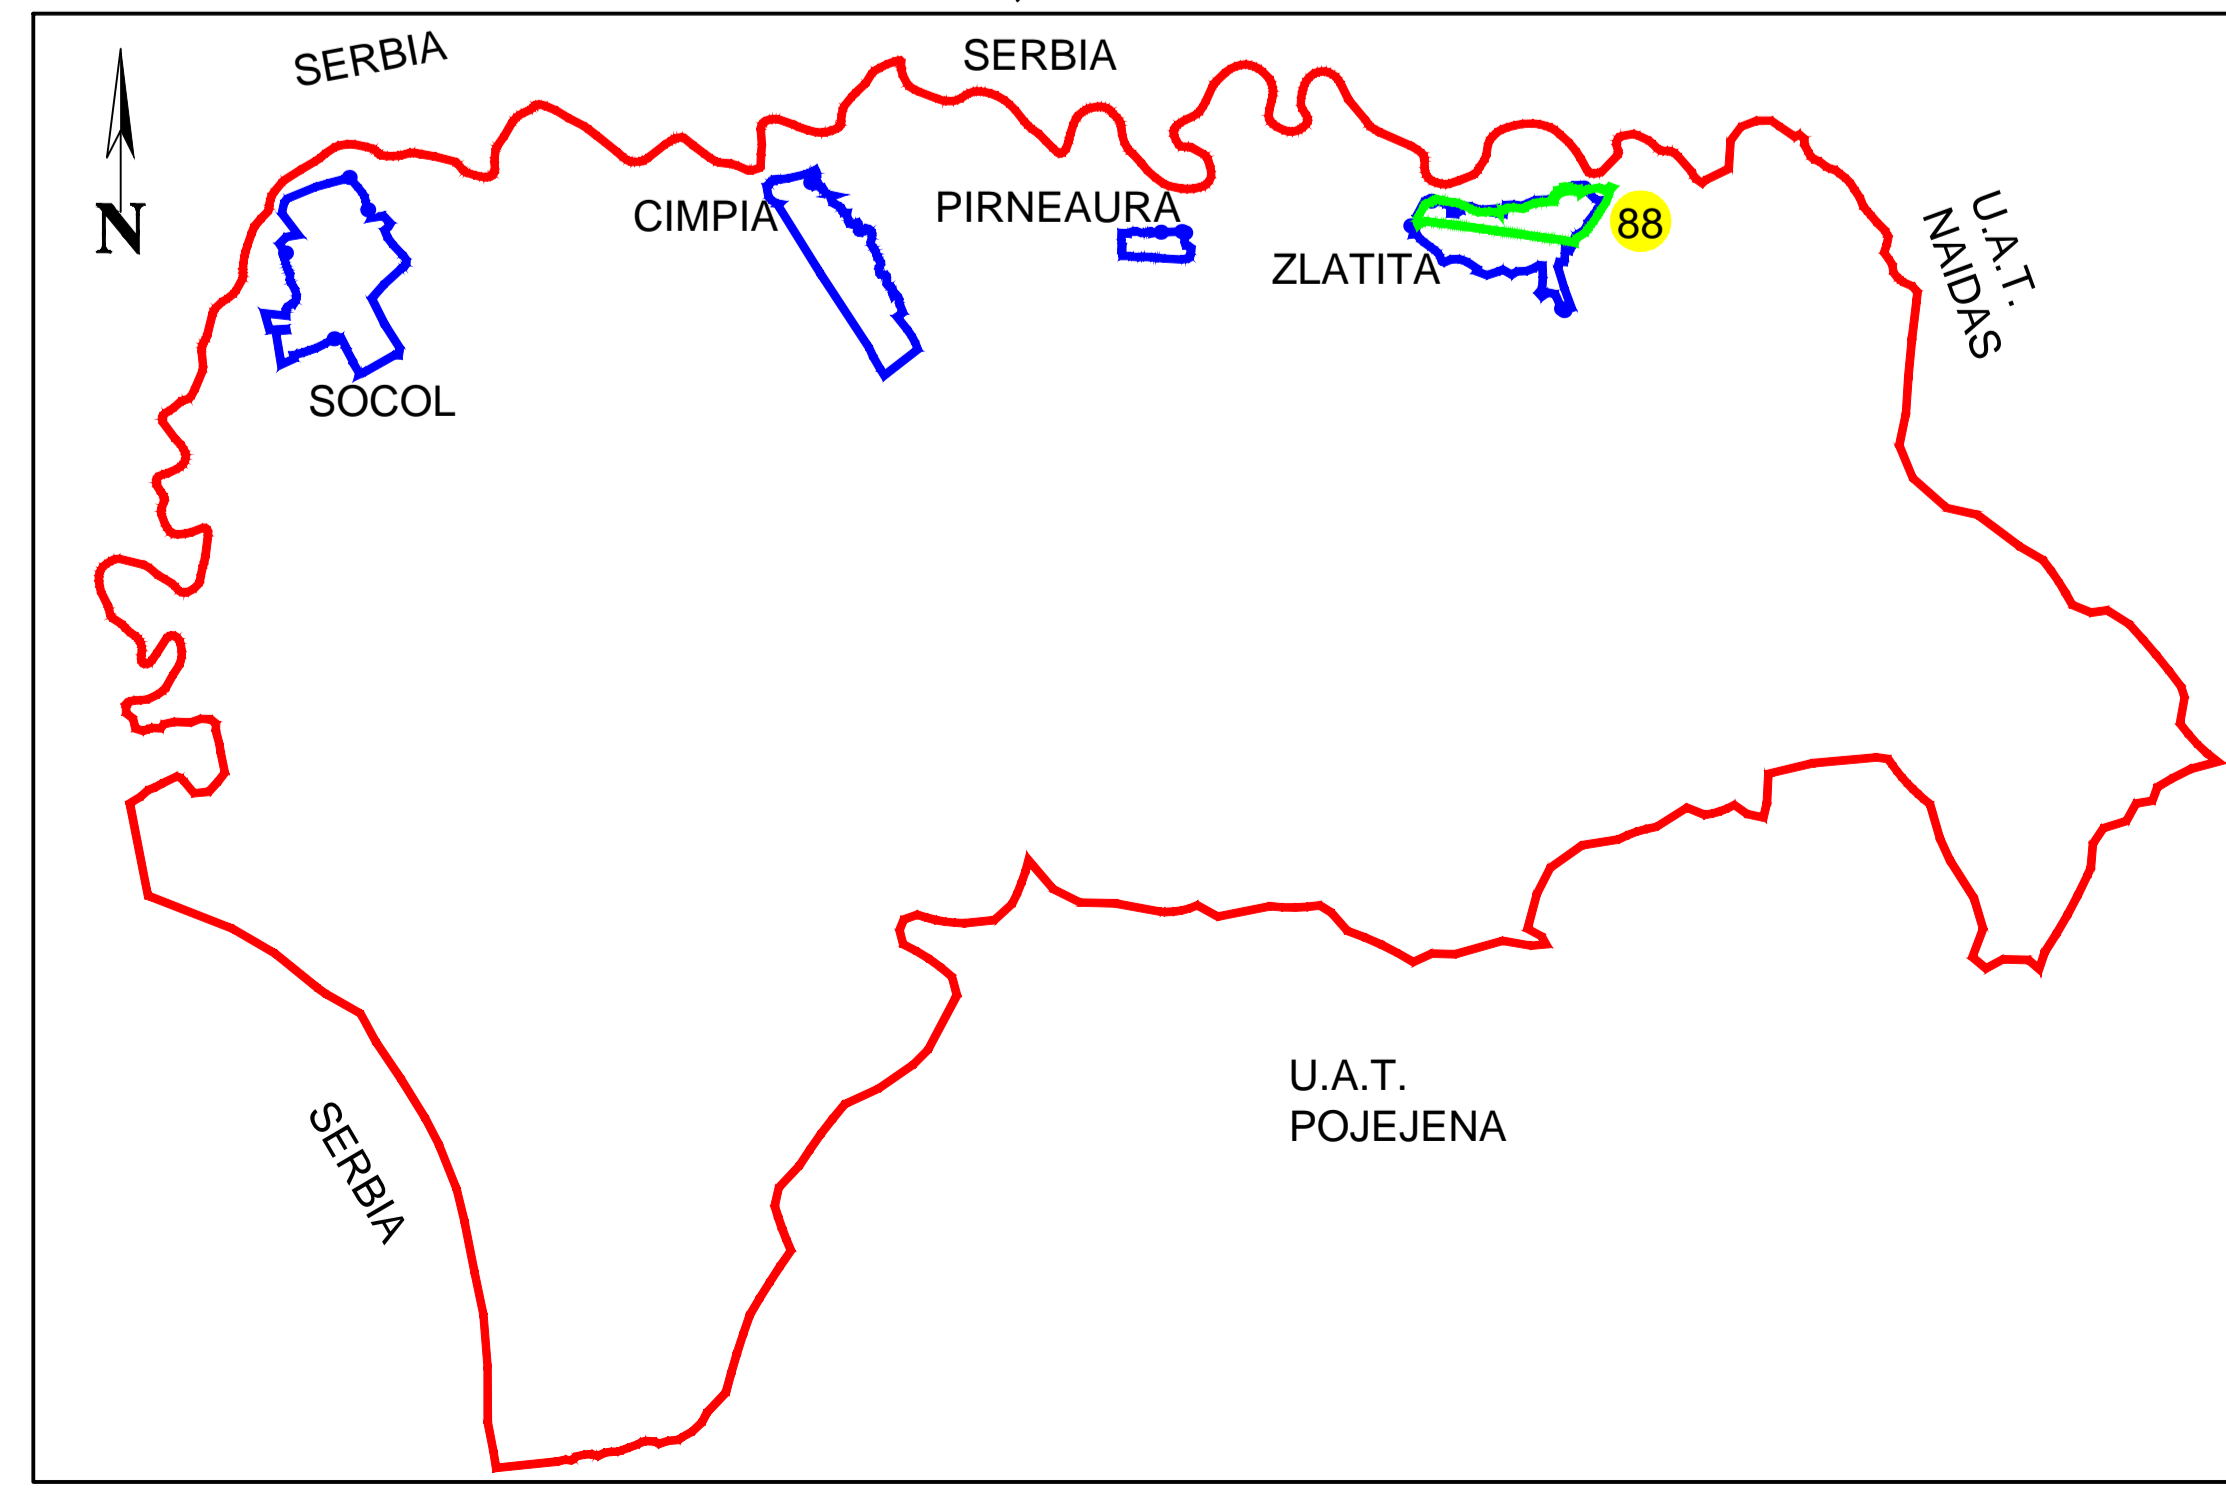 SERBIA
SERBIA
N
CIMPIA
PIRNEAURA
88
ZLATITA
U.A.T.
NAIDAS
SOCOL
U.A.T.
POJEJENA
SERBIA